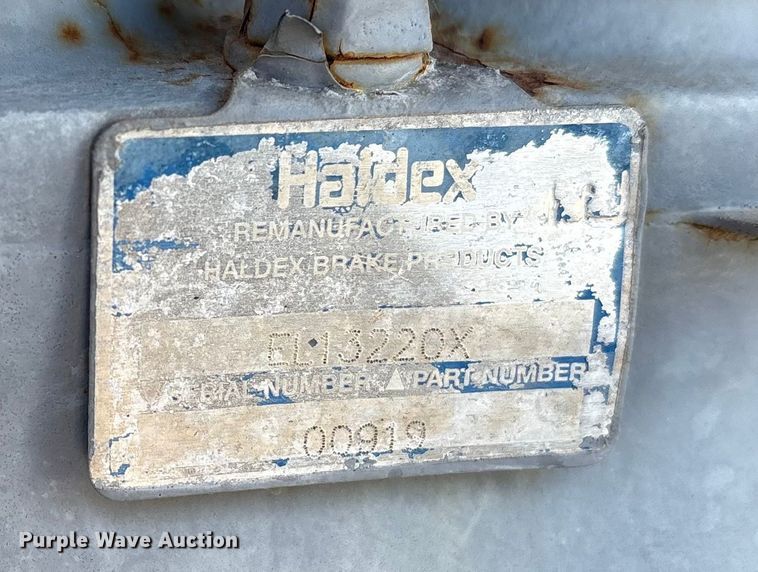 Haldex
REMANUFACTURED BY
HALDEX BRAKE PRODUCTS
EL13220X
SERIAL NUMBER ▲ PART NUMBER
00919
Purple Wave Auction